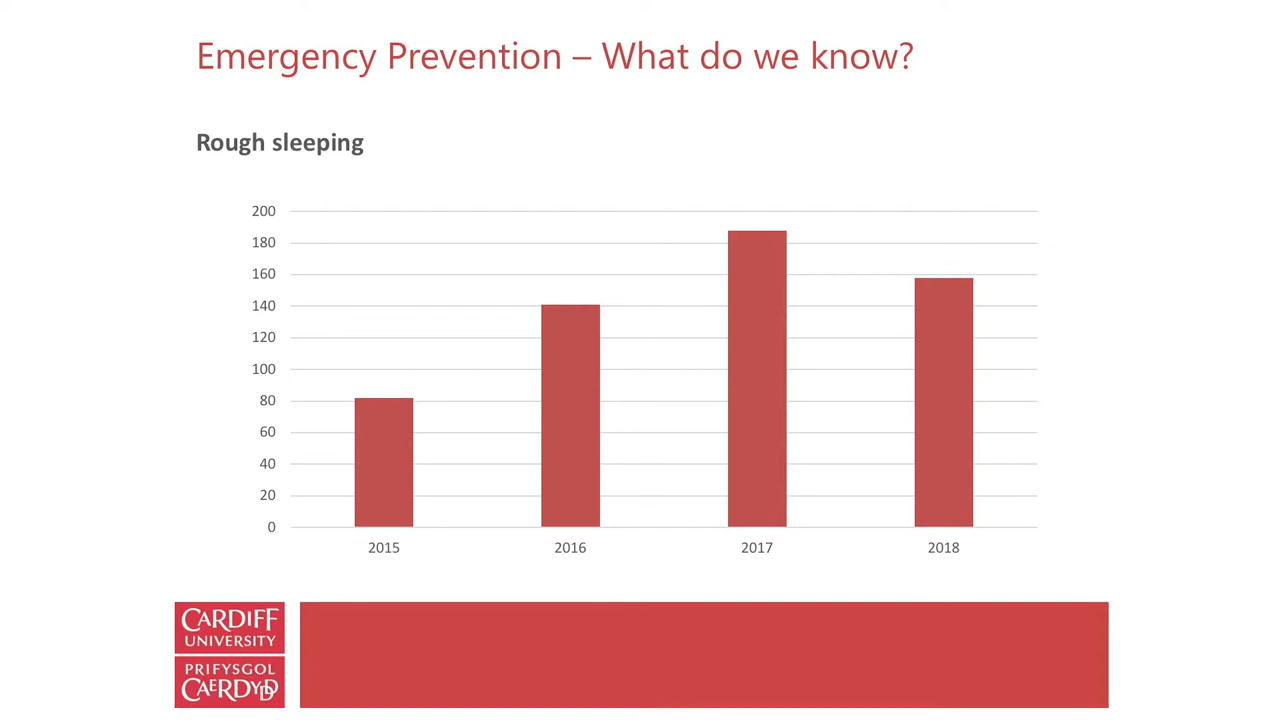 Emergency Prevention – What do we know?
Rough sleeping
200
180
160
140
120
100
80
60
40
20
0
2015 2016 2017 2018
CARDIFF
UNIVERSITY
PRIFYSGOL
CAERDYDD